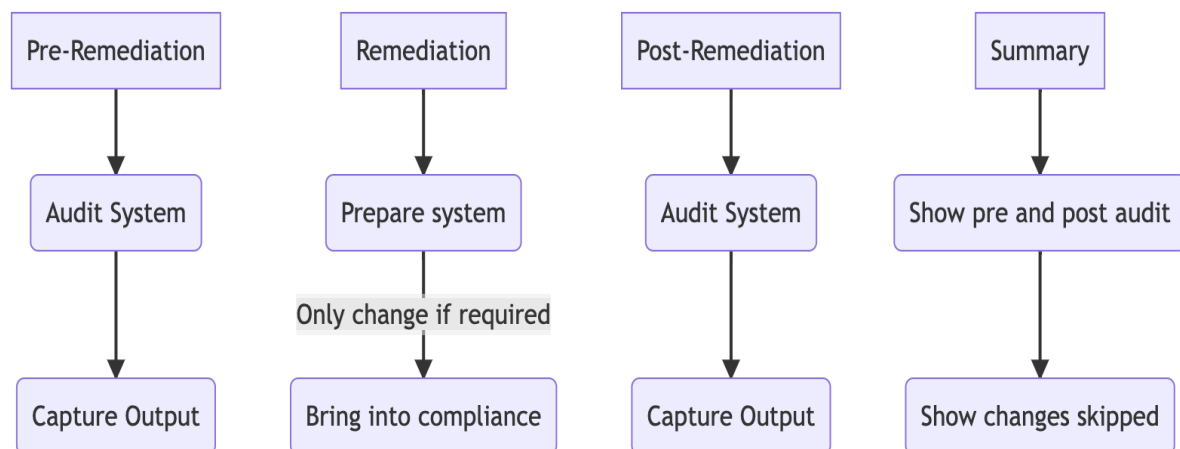 Pre-Remediation
Remediation
Post-Remediation
Summary
Audit System
Prepare system
Audit System
Show pre and post audit
Only change if required
Capture Output
Bring into compliance
Capture Output
Show changes skipped